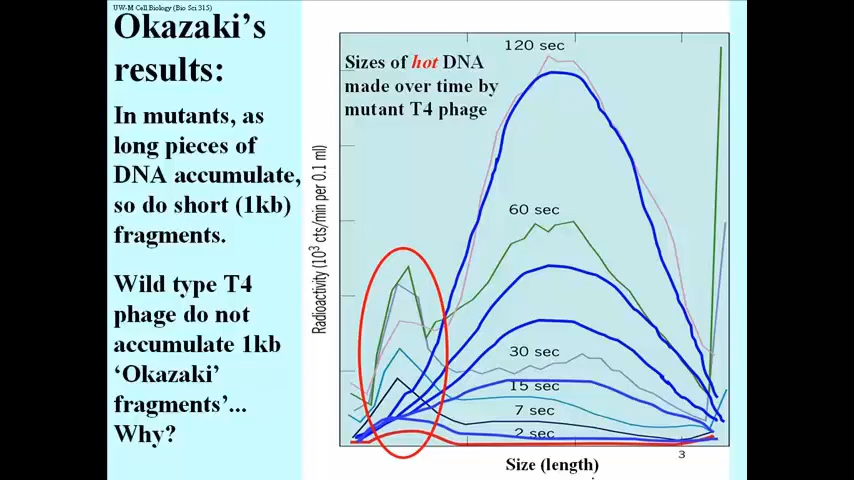 UW-M Cell Biology (Bio Sci 315)
Okazaki's
results:
In mutants, as
long pieces of
DNA accumulate,
so do short (1kb)
fragments.
Wild type T4
phage do not
accumulate 1kb
‘Okazaki’
fragments’...
Why?
Sizes of hot DNA
made over time by
mutant T4 phage
120 sec
60 sec
30 sec
15 sec
7 sec
2 sec
Radioactivity (10³ cts/min per 0.1 ml)
3
Size (length)